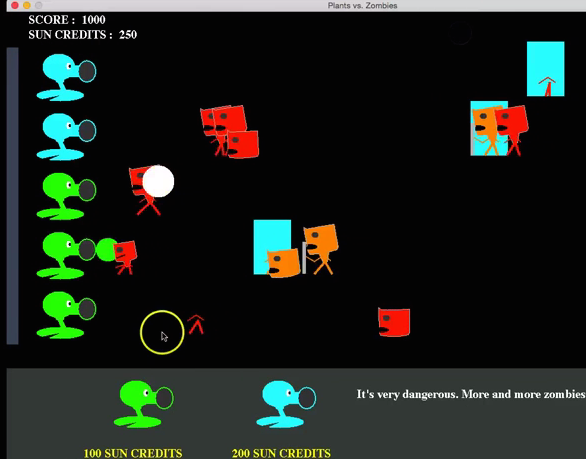 Plants vs. Zombies
SCORE : 1000
SUN CREDITS : 250
It's very dangerous. More and more zombies
100 SUN CREDITS
200 SUN CREDITS